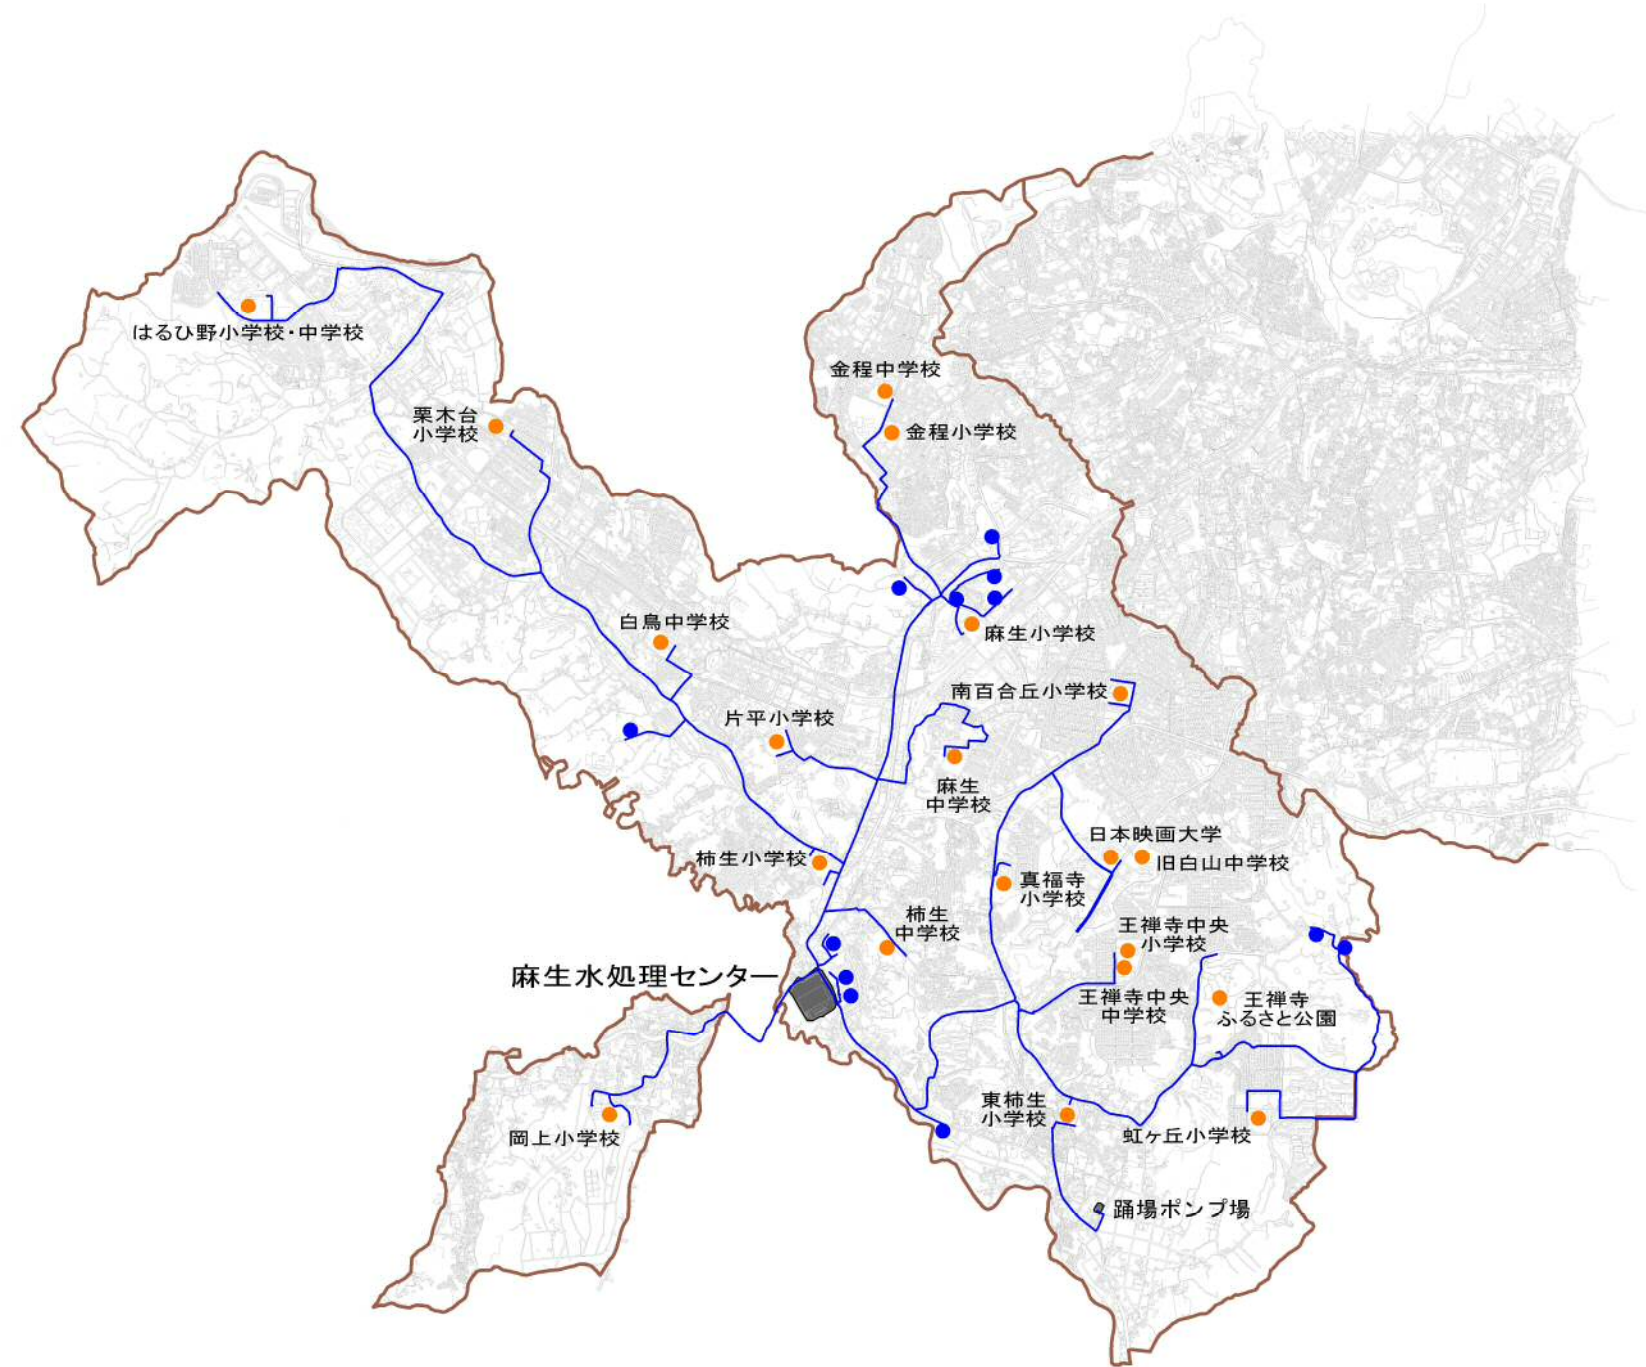 はるひ野小学校・中学校
金程中学校
栗木台
小学校
金程小学校
白鳥中学校
麻生小学校
南百合丘小学校
片平小学校
麻生
中学校
日本映画大学
旧白山中学校
柿生小学校
真福寺
小学校
柿生
中学校
王禅寺中央
小学校
麻生水処理センター
王禅寺中央
中学校
王禅寺
ふるさと公園
東柿生
小学校
岡上小学校
虹ヶ丘小学校
踊場ポンプ場